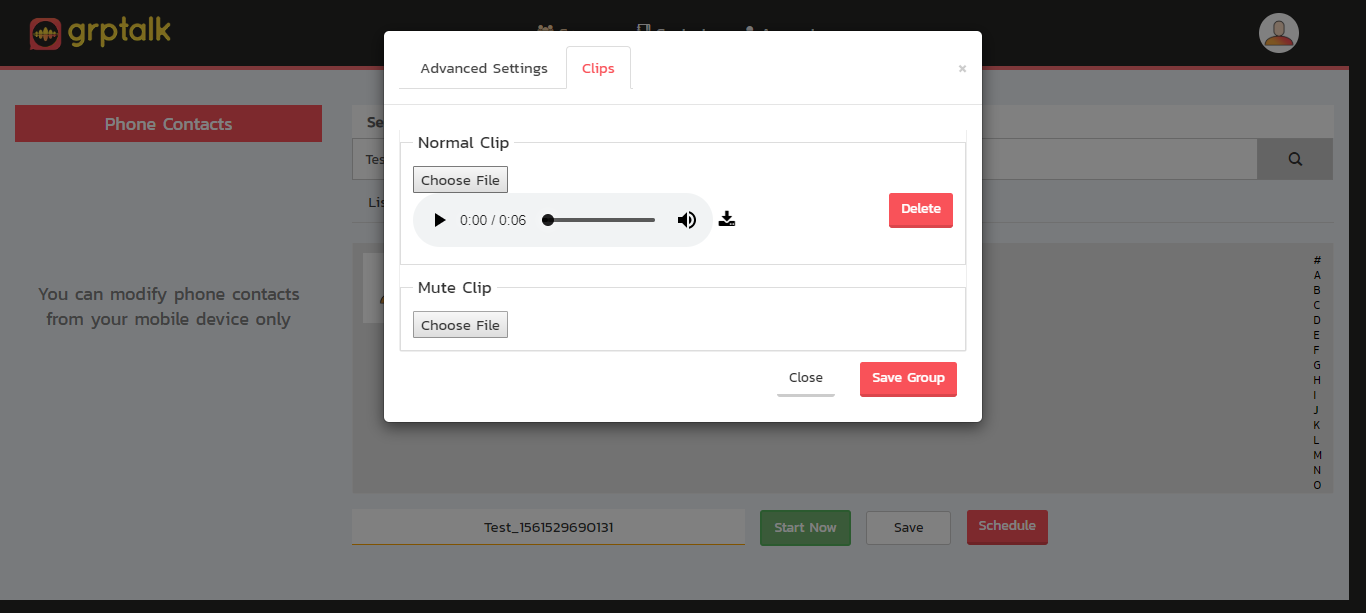 grptalk
Advanced Settings
Clips
×
Phone Contacts
Se
Normal Clip
Tes
Choose File
Lis
0:00 / 0:06
Delete
#
A
B
C
D
E
F
G
H
I
J
K
L
M
N
O
Mute Clip
You can modify phone contacts
from your mobile device only
Choose File
Close
Save Group
Test_1561529690131
Start Now
Save
Schedule